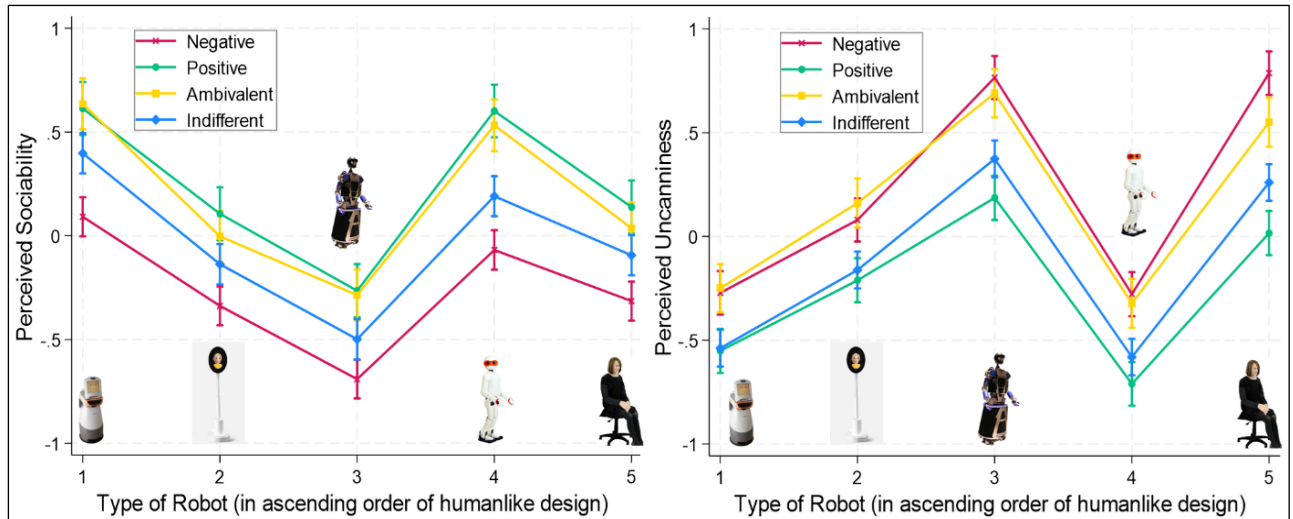 Perceived Sociability
1
.5
0
-.5
-1
Negative
Positive
Ambivalent
Indifferent
1
2
3
4
5
Type of Robot (in ascending order of humanlike design)
Perceived Uncanniness
1
.5
0
-.5
-1
Negative
Positive
Ambivalent
Indifferent
1
2
3
4
5
Type of Robot (in ascending order of humanlike design)